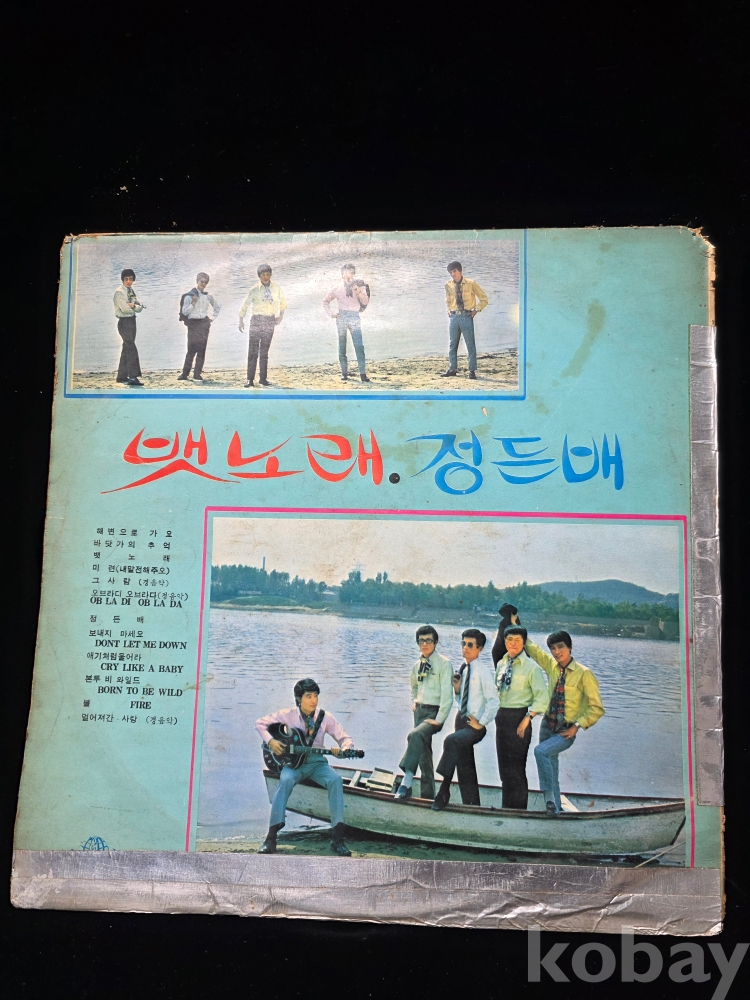 뱃노래. 정든배
해변으로 가요
바닷가의 추억
뱃노래
미련(내말전해주오)
그사람 (경음악)
오브라디 오브라다(경음악)
OB LA DI OB LA DA
정든배
보내지 마세요
DONT LET ME DOWN
애기처럼울어라
CRY LIKE A BABY
본투 비 와일드
BORN TO BE WILD
불 FIRE
멀어져간 사랑 (경음악)
kobay